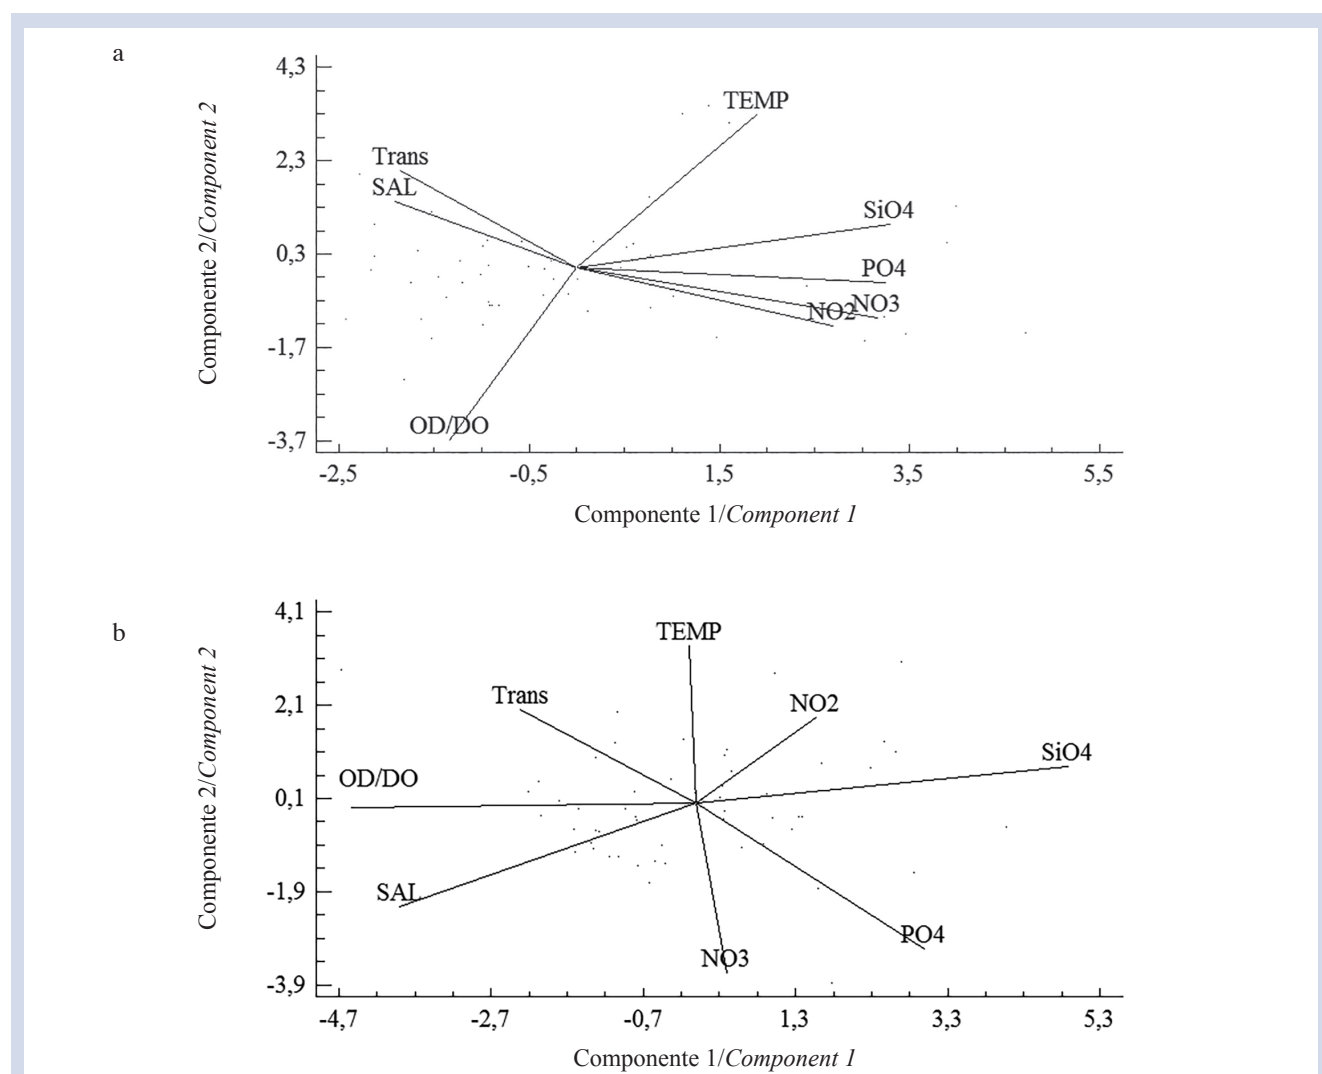 a
4,3
2,3
0,3
-1,7
-3,7
Componente 2/Component 2
TEMP
Trans
SAL
SiO4
PO4
NO3
NO2
OD/DO
-2,5 -0,5 1,5 3,5 5,5
Componente 1/Component 1
b
4,1
2,1
0,1
-1,9
-3,9
Componente 2/Component 2
TEMP
Trans
NO2
SiO4
OD/DO
SAL
PO4
NO3
-4,7 -2,7 -0,7 1,3 3,3 5,3
Componente 1/Component 1